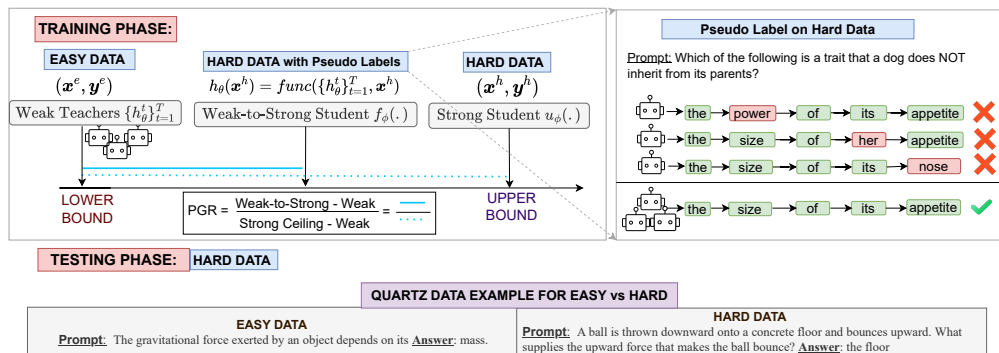 TRAINING PHASE:
EASY DATA
(x^e, y^e)
Weak Teachers {h_θ^t}_{t=1}^T
HARD DATA with Pseudo Labels
h_θ(x^h) = func({h_θ^t}_{t=1}^T, x^h)
Weak-to-Strong Student f_ϕ(.)
HARD DATA
(x^h, y^h)
Strong Student u_ϕ(.)
LOWER
BOUND
PGR = Weak-to-Strong - Weak / Strong Ceiling - Weak =
UPPER
BOUND
Pseudo Label on Hard Data
Prompt: Which of the following is a trait that a dog does NOT
inherit from its parents?
the power of its appetite
the size of her appetite
the size of its nose
the size of its appetite
TESTING PHASE: HARD DATA
QUARTZ DATA EXAMPLE FOR EASY vs HARD
EASY DATA
Prompt: The gravitational force exerted by an object depends on its Answer: mass.
HARD DATA
Prompt: A ball is thrown downward onto a concrete floor and bounces upward. What
supplies the upward force that makes the ball bounce? Answer: the floor